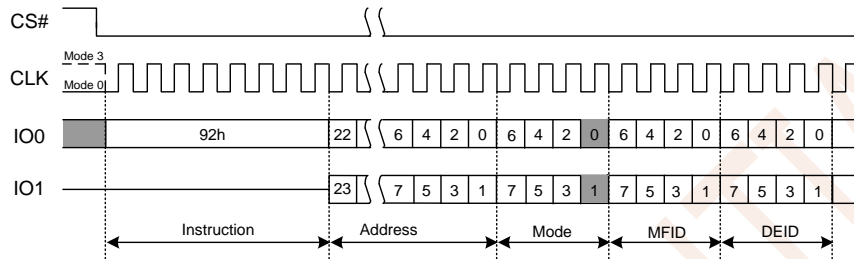 CS#
Mode 3
CLK
Mode 0
IO0 92h 22 6 4 2 0 6 4 2 0 6 4 2 0 6 4 2 0
IO1 23 7 5 3 1 7 5 3 1 7 5 3 1 7 5 3 1
Instruction Address Mode MFID DEID